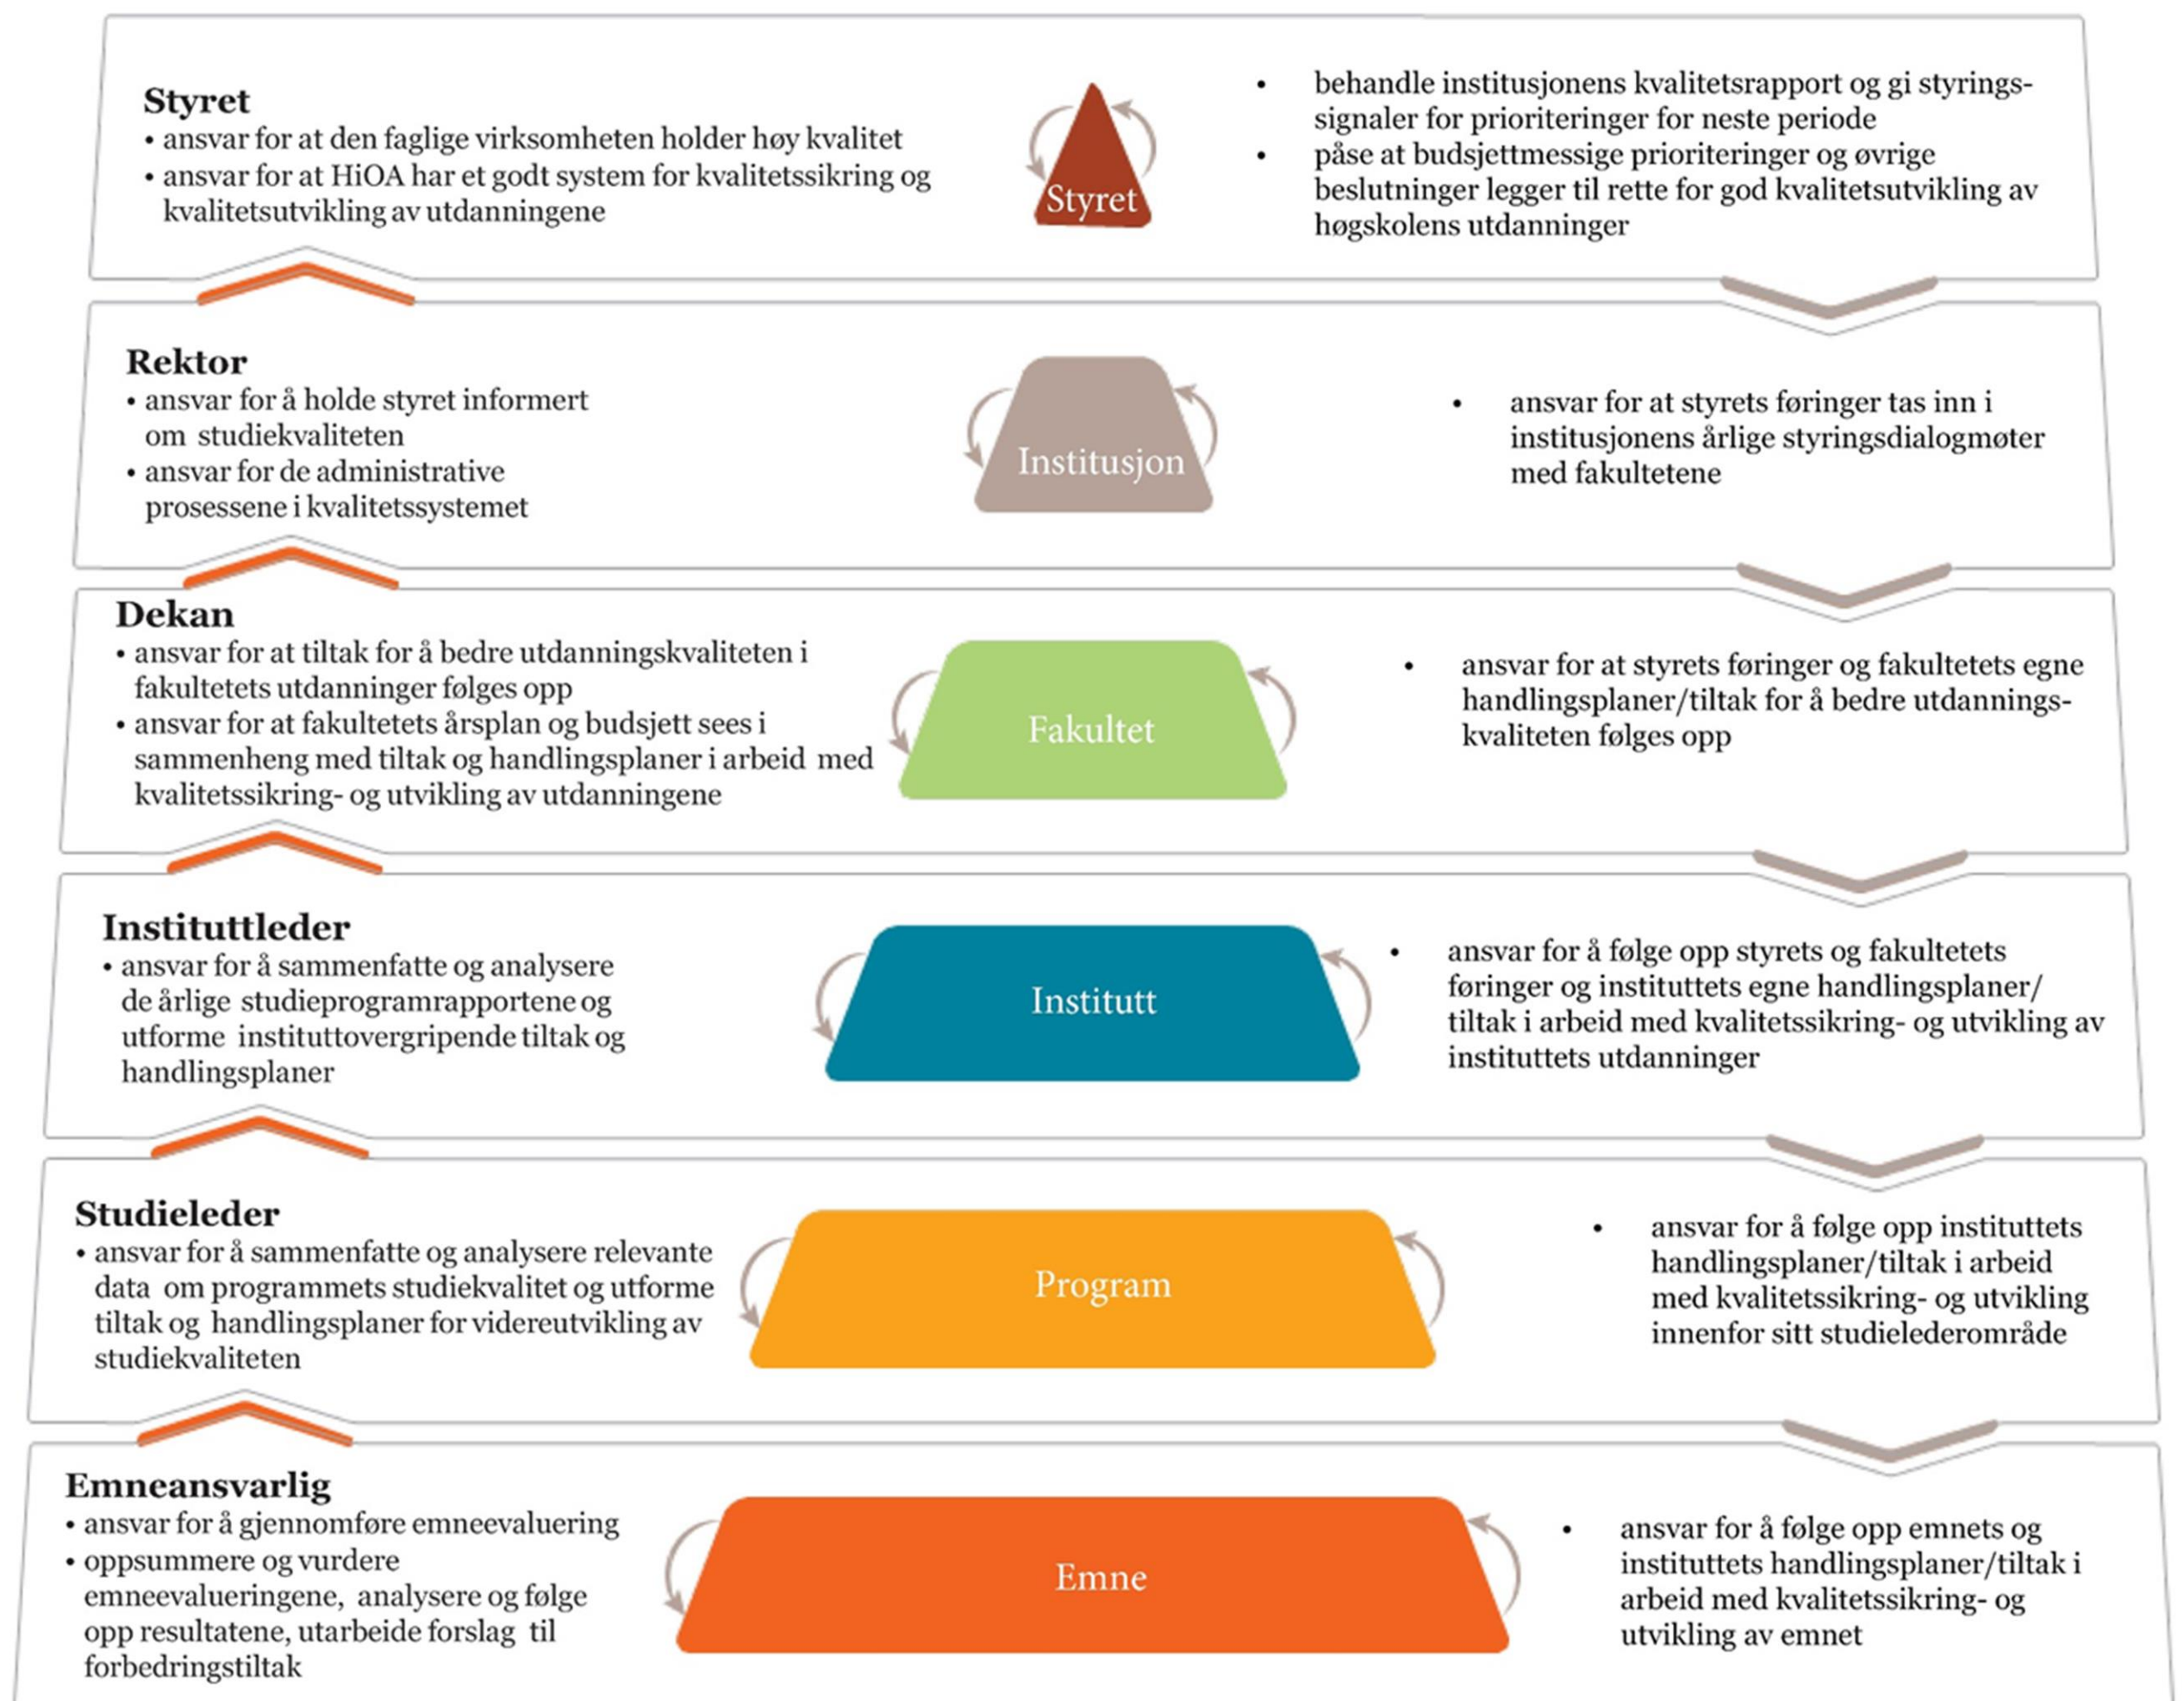 Styret
• ansvar for at den faglige virksomheten holder høy kvalitet
• ansvar for at HiOA har et godt system for kvalitetssikring og
kvalitetsutvikling av utdanningene
Styret
• behandle institusjonens kvalitetsrapport og gi styrings-
signaler for prioriteringer for neste periode
• påse at budsjettmessige prioriteringer og øvrige
beslutninger legger til rette for god kvalitetsutvikling av
høgskolens utdanninger
Rektor
• ansvar for å holde styret informert
om studiekvaliteten
• ansvar for de administrative
prosessene i kvalitetssystemet
Institusjon
• ansvar for at styrets føringer tas inn i
institusjonens årlige styringsdialogmøter
med fakultetene
Dekan
• ansvar for at tiltak for å bedre utdanningskvaliteten i
fakultetets utdanninger følges opp
• ansvar for at fakultetets årsplan og budsjett sees i
sammenheng med tiltak og handlingsplaner i arbeid med
kvalitetssikring- og utvikling av utdanningene
Fakultet
• ansvar for at styrets føringer og fakultetets egne
handlingsplaner/tiltak for å bedre utdannings-
kvaliteten følges opp
Instituttleder
• ansvar for å sammenfatte og analysere
de årlige studieprogramrapportene og
utforme instituttovergripende tiltak og
handlingsplaner
Institutt
• ansvar for å følge opp styrets og fakultetets
føringer og instituttets egne handlingsplaner/
tiltak i arbeid med kvalitetssikring- og utvikling av
instituttets utdanninger
Studieleder
• ansvar for å sammenfatte og analysere relevante
data om programmets studiekvalitet og utforme
tiltak og handlingsplaner for videreutvikling av
studiekvaliteten
Program
• ansvar for å følge opp instituttets
handlingsplaner/tiltak i arbeid
med kvalitetssikring- og utvikling
innenfor sitt studielederområde
Emneansvarlig
• ansvar for å gjennomføre emneevaluering
• oppsummere og vurdere
emneevalueringene, analysere og følge
opp resultatene, utarbeide forslag til
forbedringstiltak
Emne
• ansvar for å følge opp emnets og
instituttets handlingsplaner/tiltak i
arbeid med kvalitetssikring- og
utvikling av emnet